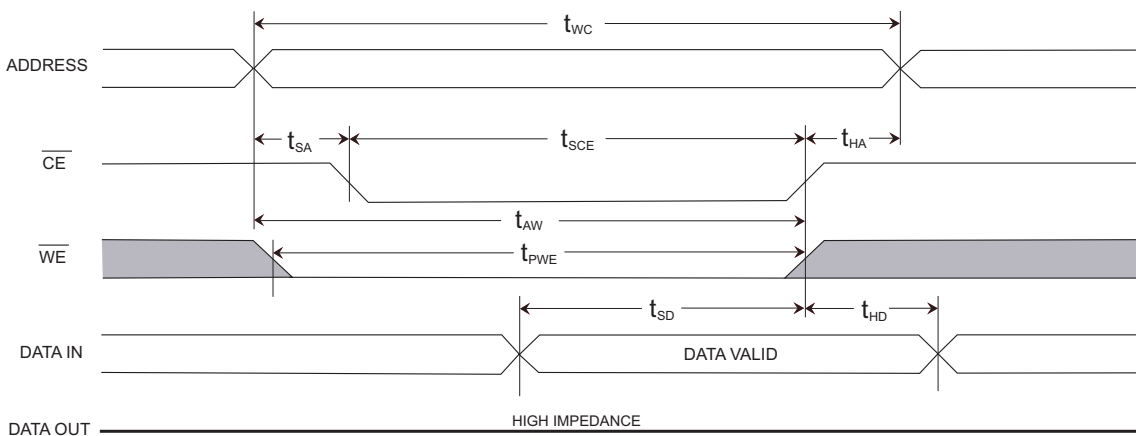 tWC
ADDRESS
tSA
tSCE
tHA
CE
tAW
WE
tPWE
tSD
tHD
DATA IN
DATA VALID
DATA OUT
HIGH IMPEDANCE